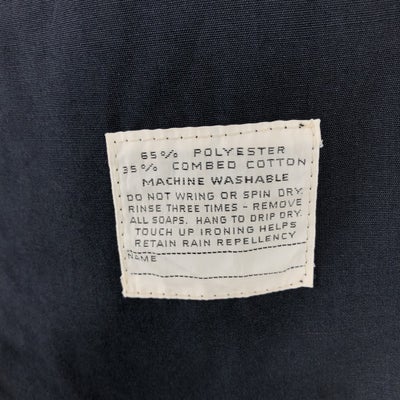 65% POLYESTER
35% COMBED COTTON
MACHINE WASHABLE
DO NOT WRING OR SPIN DRY.
RINSE THREE TIMES - REMOVE
ALL SOAPS. HANG TO DRIP DRY.
TOUCH UP IRONING HELPS
RETAIN RAIN REPELLENCY
NAME